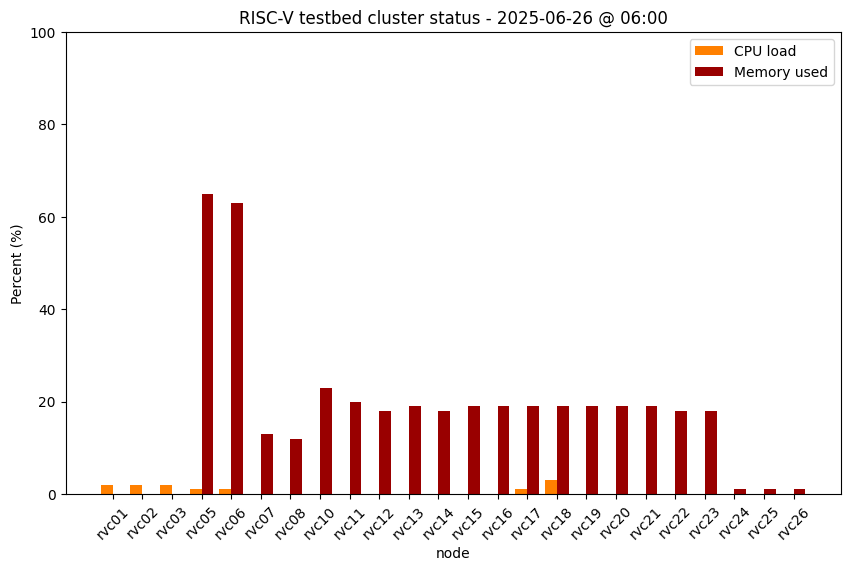 RISC-V testbed cluster status - 2025-06-26 @ 06:00
CPU load
Memory used
Percent (%)
100
80
60
40
20
0
rvc01
rvc02
rvc03
rvc05
rvc06
rvc07
rvc08
rvc10
rvc11
rvc12
rvc13
rvc14
rvc15
rvc16
rvc17
rvc18
rvc19
rvc20
rvc21
rvc22
rvc23
rvc24
rvc25
rvc26
node